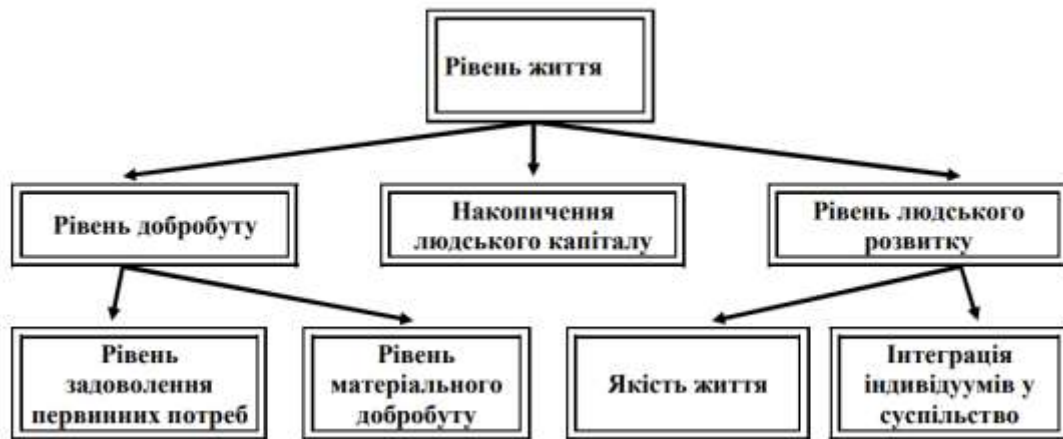 Рівень життя
Рівень добробуту
Накопичення
людського капіталу
Рівень людського
розвитку
Рівень
задоволення
первинних потреб
Рівень
матеріального
добробуту
Якість життя
Інтеграція
індивідуумів у
суспільство